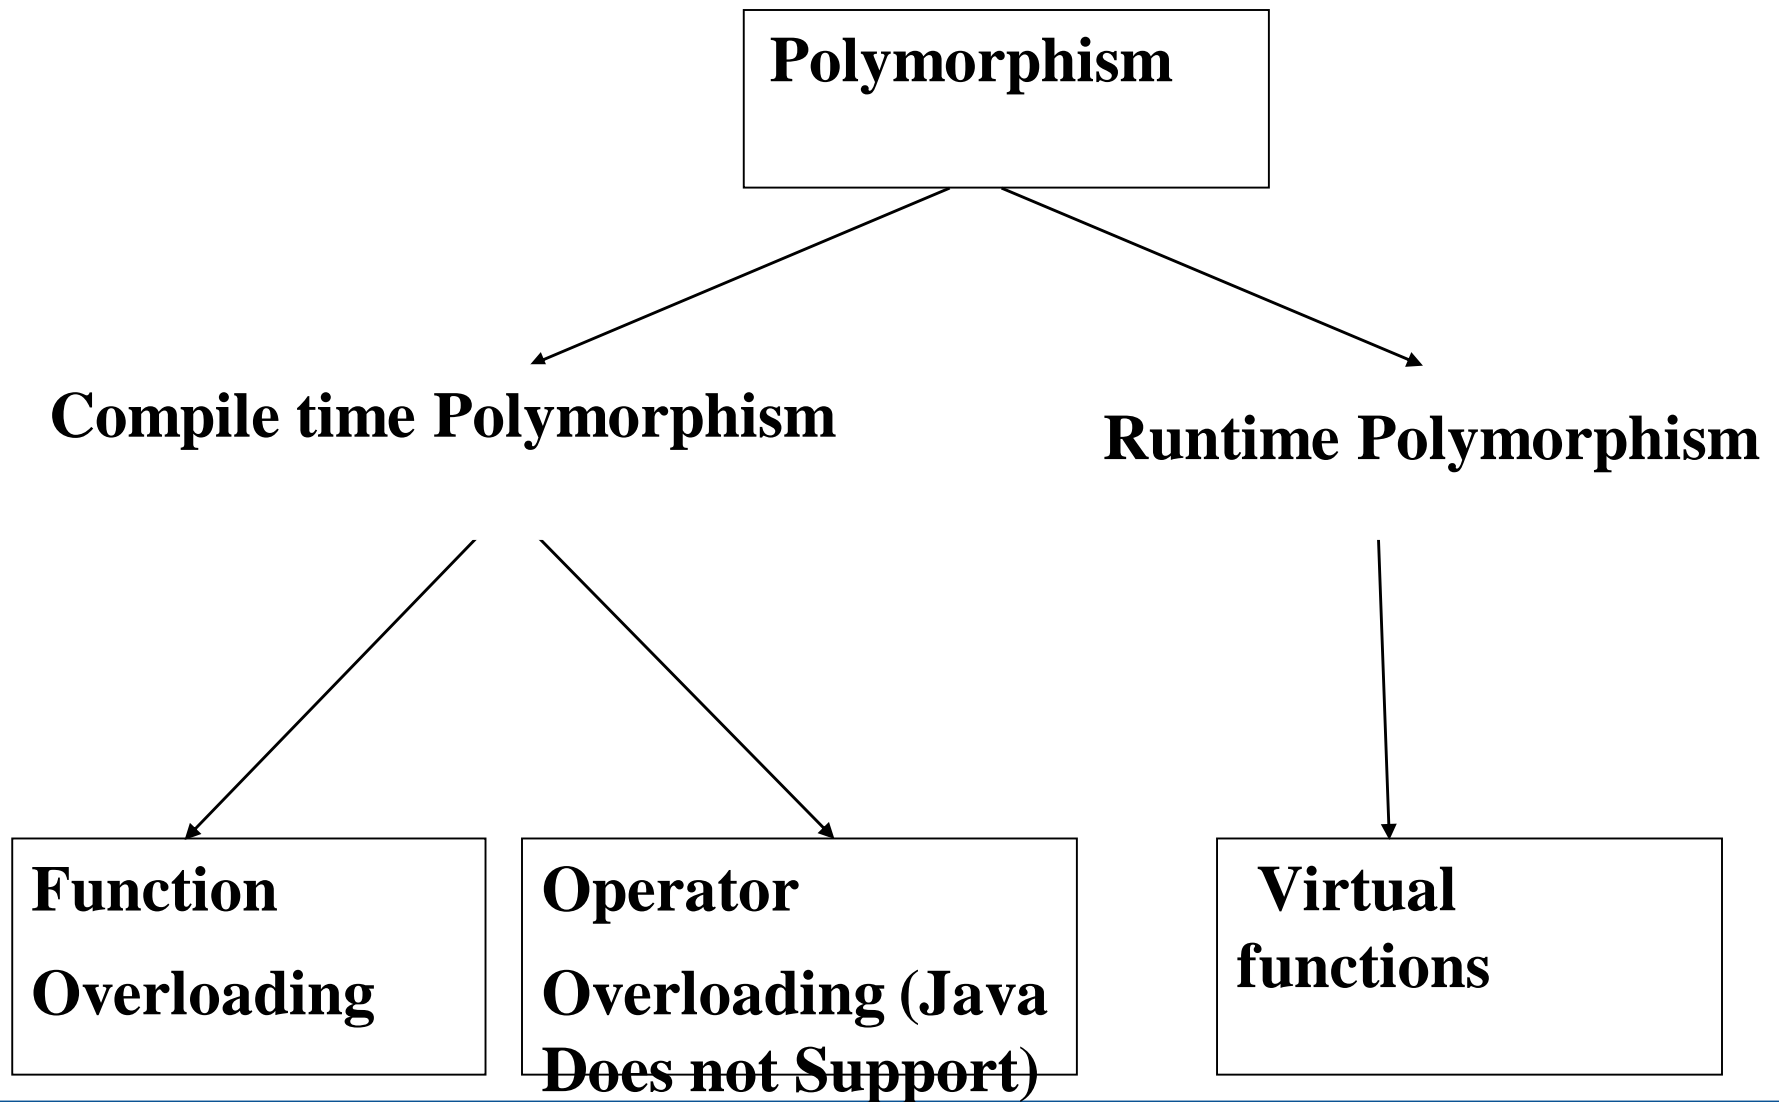 Polymorphism
Compile time Polymorphism
Runtime Polymorphism
Function
Overloading
Operator
Overloading (Java
Does not Support)
Virtual
functions